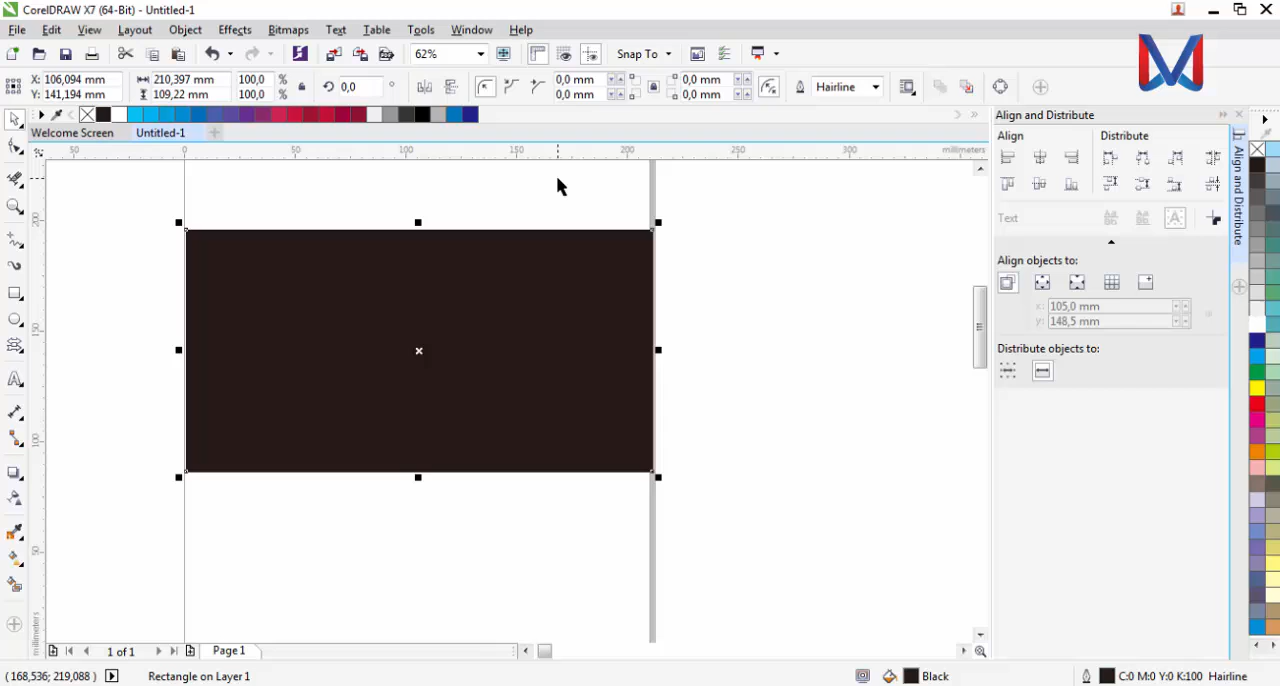 CorelDRAW X7 (64-Bit) - Untitled-1
File Edit View Layout Object Effects Bitmaps Text Table Tools Window Help
62% Snap To
X: 106,094 mm 210,397 mm 100,0 % 0,0 ° 0,0 mm 0,0 mm Hairline
Y: 141,194 mm 109,22 mm 100,0 % 0,0 mm 0,0 mm
Welcome Screen Untitled-1
50 0 50 100 150 200 250 300 millimeters
200
150
100
50
millimeters
Align and Distribute
Align Distribute
Text
Align objects to:
x: 105,0 mm
y: 148,5 mm
Distribute objects to:
Align and Distribute
1 of 1 Page 1
( 168,536; 219,088 ) Rectangle on Layer 1 Black C:0 M:0 Y:0 K:100 Hairline